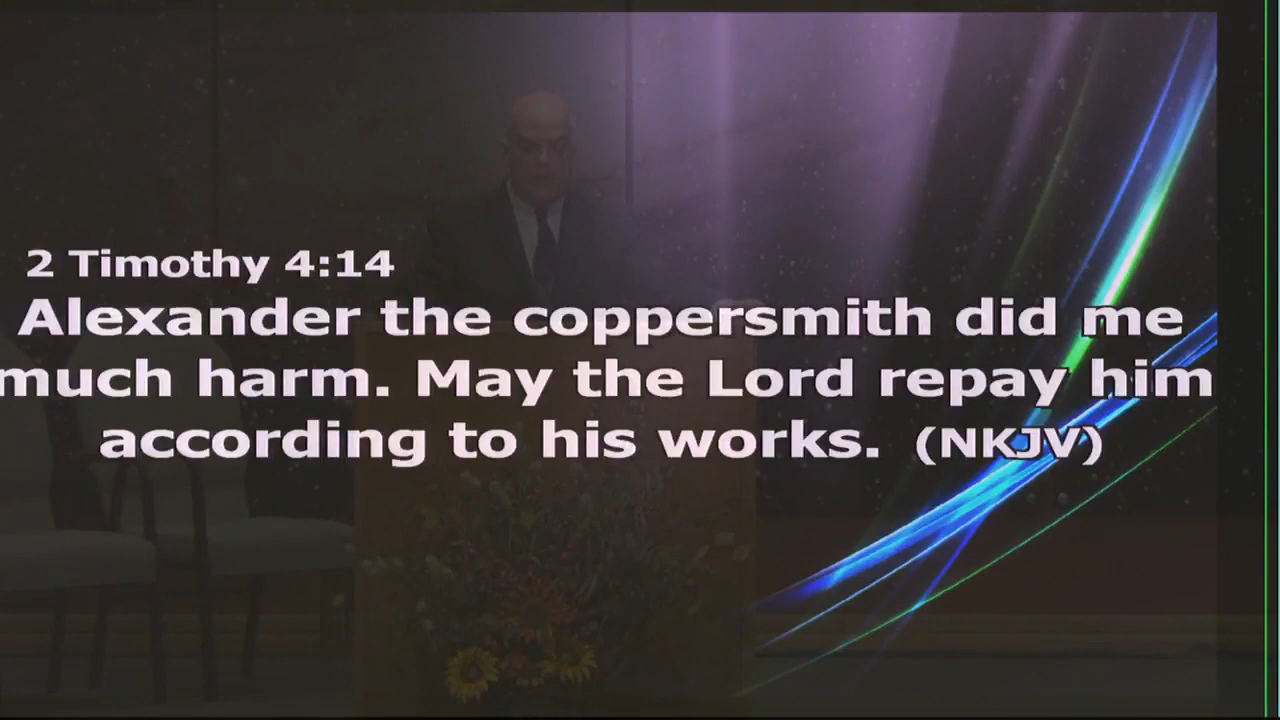 2 Timothy 4:14
Alexander the coppersmith did me
much harm. May the Lord repay him
according to his works. (NKJV)